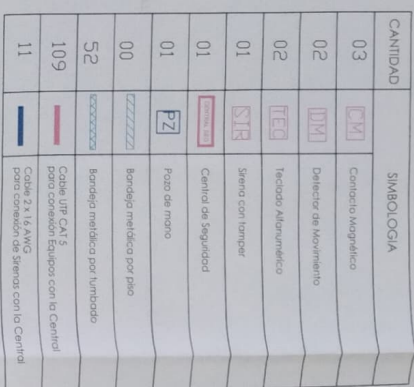 CANTIDAD SIMBOLOGIA
03 CM Contacto Magnético
02 DM Detector de Movimiento
02 TEC Teclado Alfanumérico
01 SIR Sirena con tamper
01 Central de Seguridad
01 PZ Pozo de mano
00 Bandeja metálica por piso
52 Bandeja metálica por tumbado
109 Cable UTP CAT 5
para conexión Equipos con la Central
11 Cable 2 x 16 AWG
para conexión de Sirenas con la Central